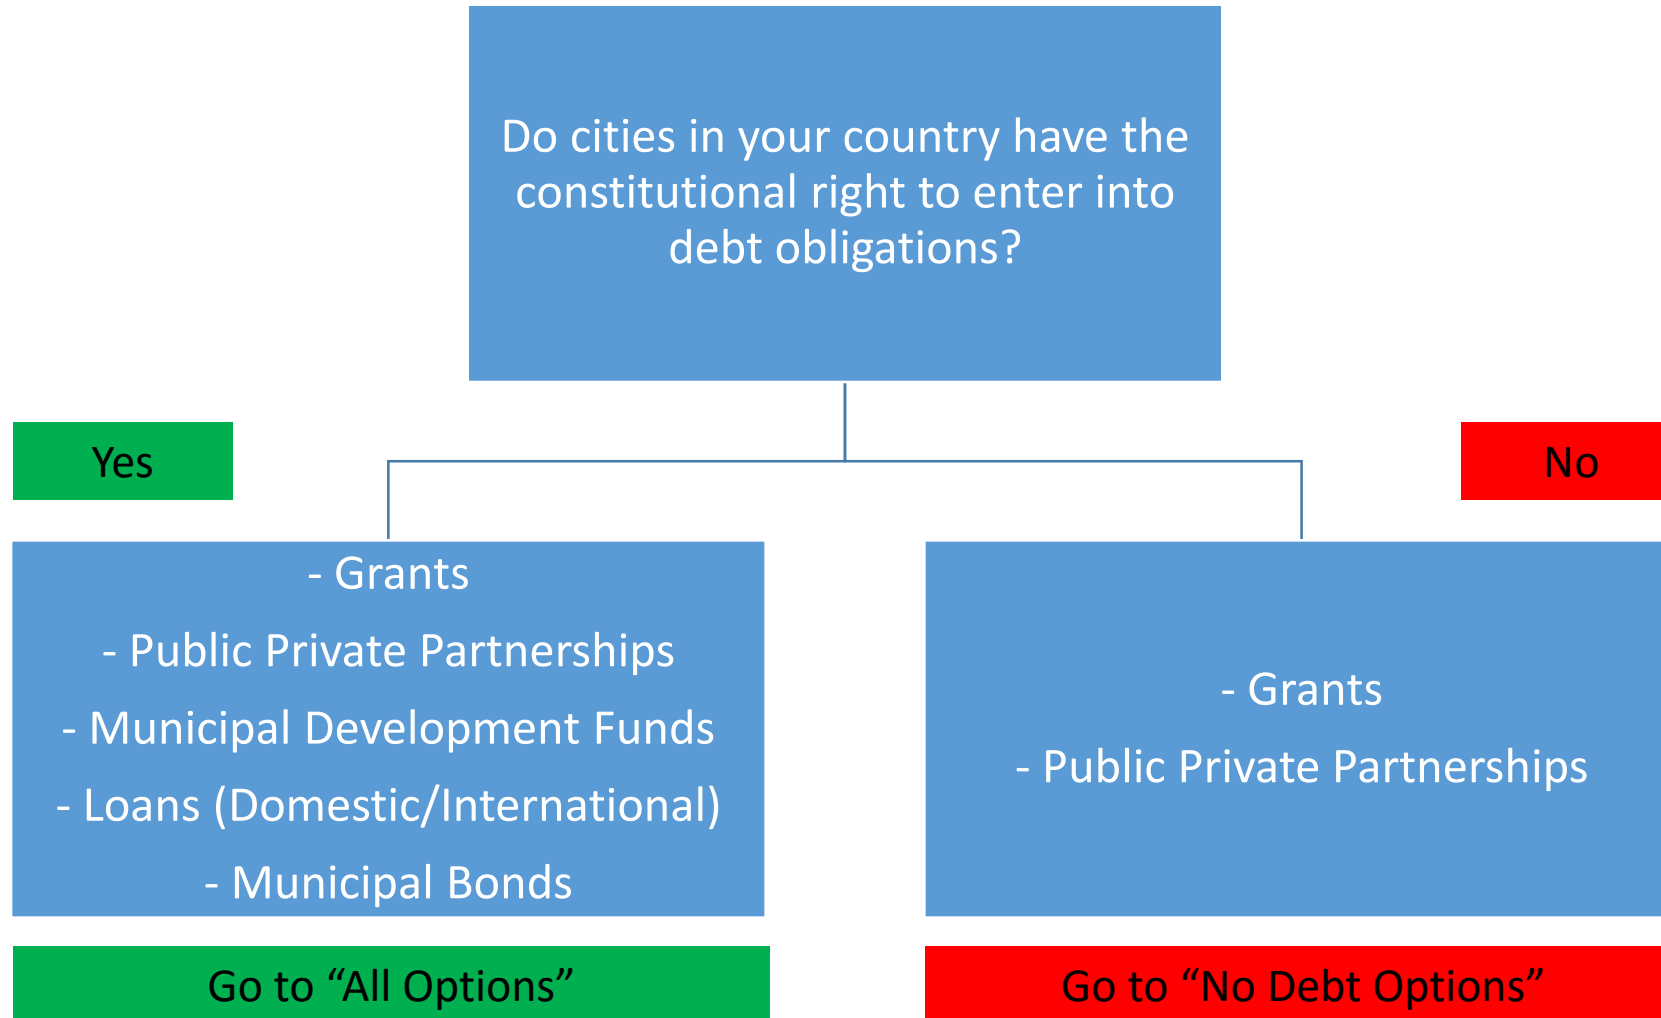 Do cities in your country have the
constitutional right to enter into
debt obligations?
Yes
No
- Grants
- Public Private Partnerships
- Municipal Development Funds
- Loans (Domestic/International)
- Municipal Bonds
- Grants
- Public Private Partnerships
Go to “All Options”
Go to “No Debt Options”